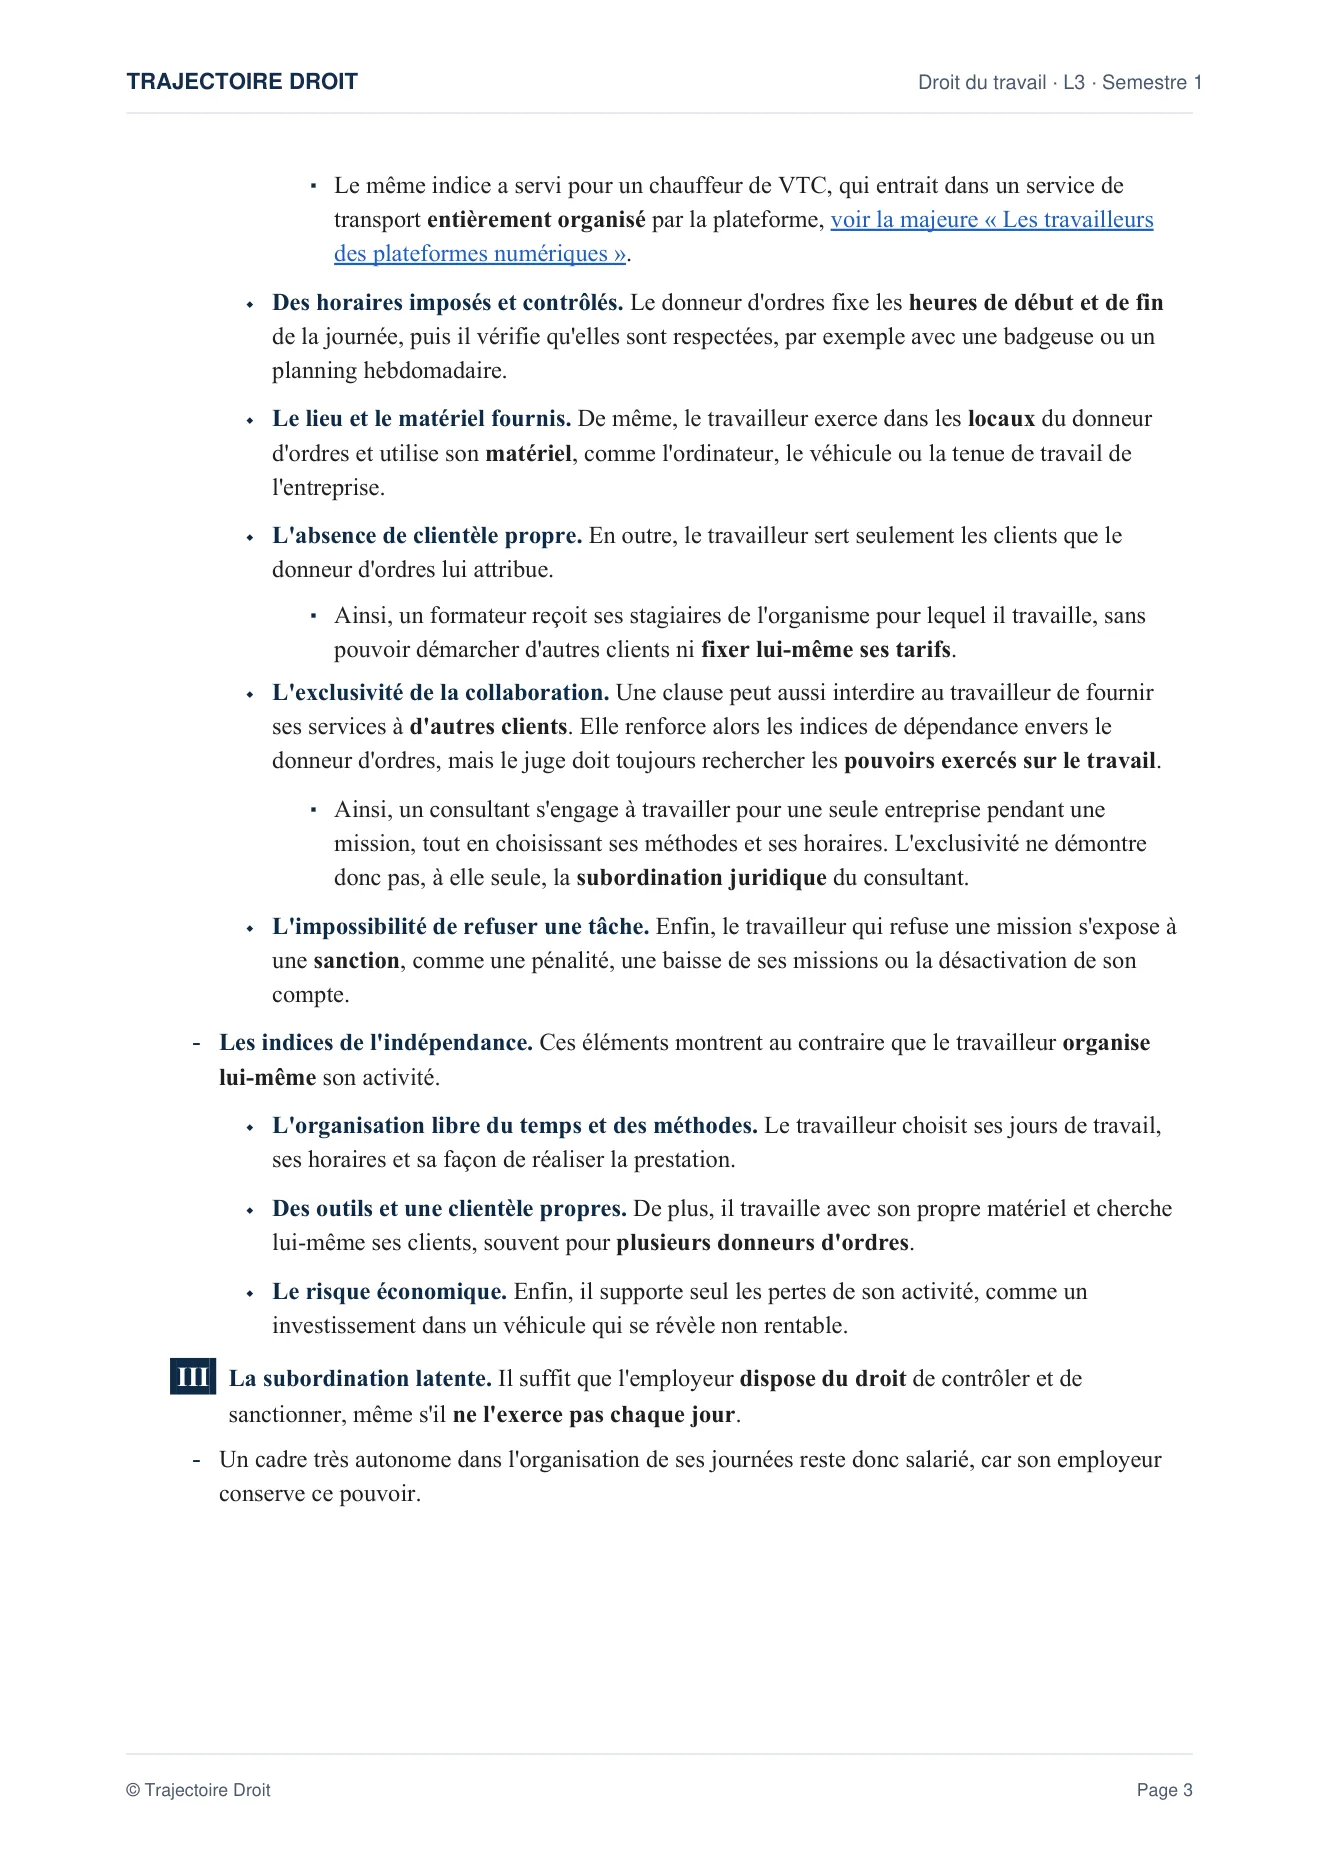 TRAJECTOIRE DROIT
Droit du travail · L3 · Semestre 1
▪ Le même indice a servi pour un chauffeur de VTC, qui entrait dans un service de
transport entièrement organisé par la plateforme, voir la majeure « Les travailleurs
des plateformes numériques ».
⬩ Des horaires imposés et contrôlés. Le donneur d'ordres fixe les heures de début et de fin
de la journée, puis il vérifie qu'elles sont respectées, par exemple avec une badgeuse ou un
planning hebdomadaire.
⬩ Le lieu et le matériel fournis. De même, le travailleur exerce dans les locaux du donneur
d'ordres et utilise son matériel, comme l'ordinateur, le véhicule ou la tenue de travail de
l'entreprise.
⬩ L'absence de clientèle propre. En outre, le travailleur sert seulement les clients que le
donneur d'ordres lui attribue.
▪ Ainsi, un formateur reçoit ses stagiaires de l'organisme pour lequel il travaille, sans
pouvoir démarcher d'autres clients ni fixer lui-même ses tarifs.
⬩ L'exclusivité de la collaboration. Une clause peut aussi interdire au travailleur de fournir
ses services à d'autres clients. Elle renforce alors les indices de dépendance envers le
donneur d'ordres, mais le juge doit toujours rechercher les pouvoirs exercés sur le travail.
▪ Ainsi, un consultant s'engage à travailler pour une seule entreprise pendant une
mission, tout en choisissant ses méthodes et ses horaires. L'exclusivité ne démontre
donc pas, à elle seule, la subordination juridique du consultant.
⬩ L'impossibilité de refuser une tâche. Enfin, le travailleur qui refuse une mission s'expose à
une sanction, comme une pénalité, une baisse de ses missions ou la désactivation de son
compte.
- Les indices de l'indépendance. Ces éléments montrent au contraire que le travailleur organise
lui-même son activité.
⬩ L'organisation libre du temps et des méthodes. Le travailleur choisit ses jours de travail,
ses horaires et sa façon de réaliser la prestation.
⬩ Des outils et une clientèle propres. De plus, il travaille avec son propre matériel et cherche
lui-même ses clients, souvent pour plusieurs donneurs d'ordres.
⬩ Le risque économique. Enfin, il supporte seul les pertes de son activité, comme un
investissement dans un véhicule qui se révèle non rentable.
III La subordination latente. Il suffit que l'employeur dispose du droit de contrôler et de
sanctionner, même s'il ne l'exerce pas chaque jour.
- Un cadre très autonome dans l'organisation de ses journées reste donc salarié, car son employeur
conserve ce pouvoir.
© Trajectoire Droit
Page 3